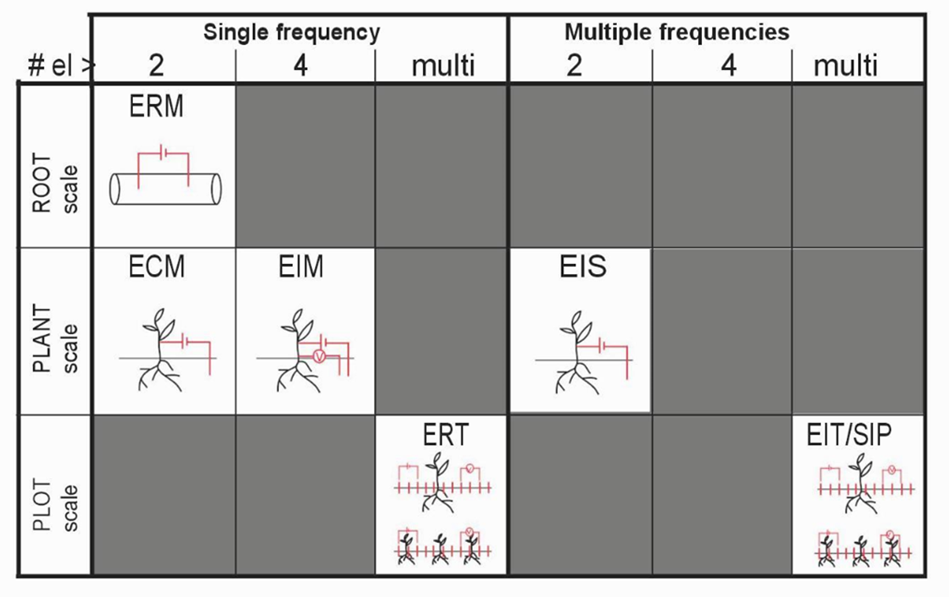 Single frequency Multiple frequencies
# el > 2 4 multi 2 4 multi
ROOT scale
ERM
PLANT scale
ECM EIM EIS
V
PLOT scale
ERT EIT/SIP